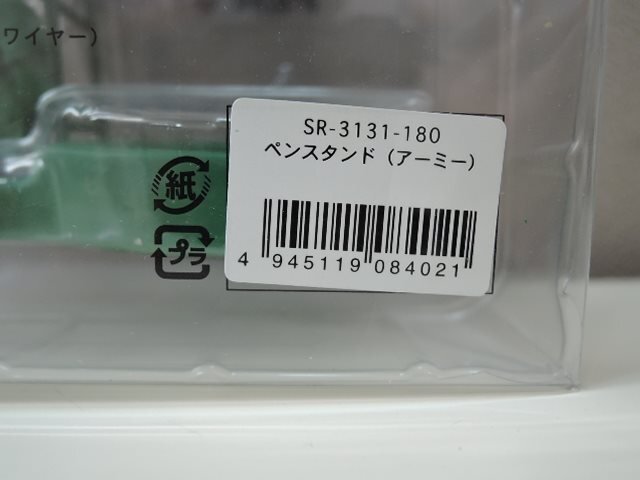 ワイヤー)
SR-3131-180
ペンスタンド(アーミー)
紙
プラ
4 945119 084021